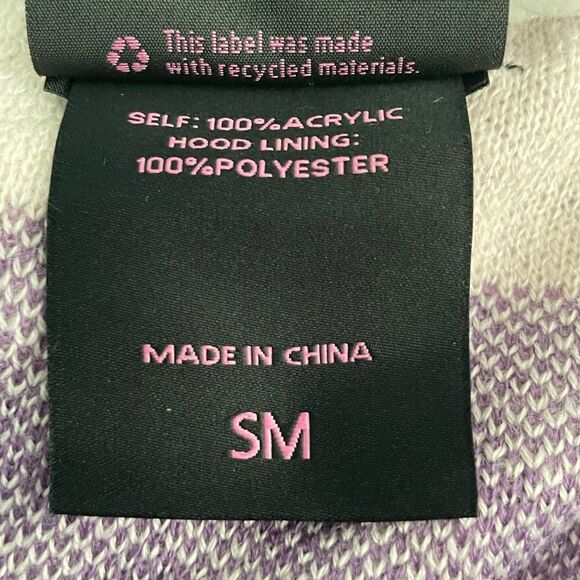 This label was made
with recycled materials.
SELF: 100%ACRYLIC
HOOD LINING:
100%POLYESTER
MADE IN CHINA
SM